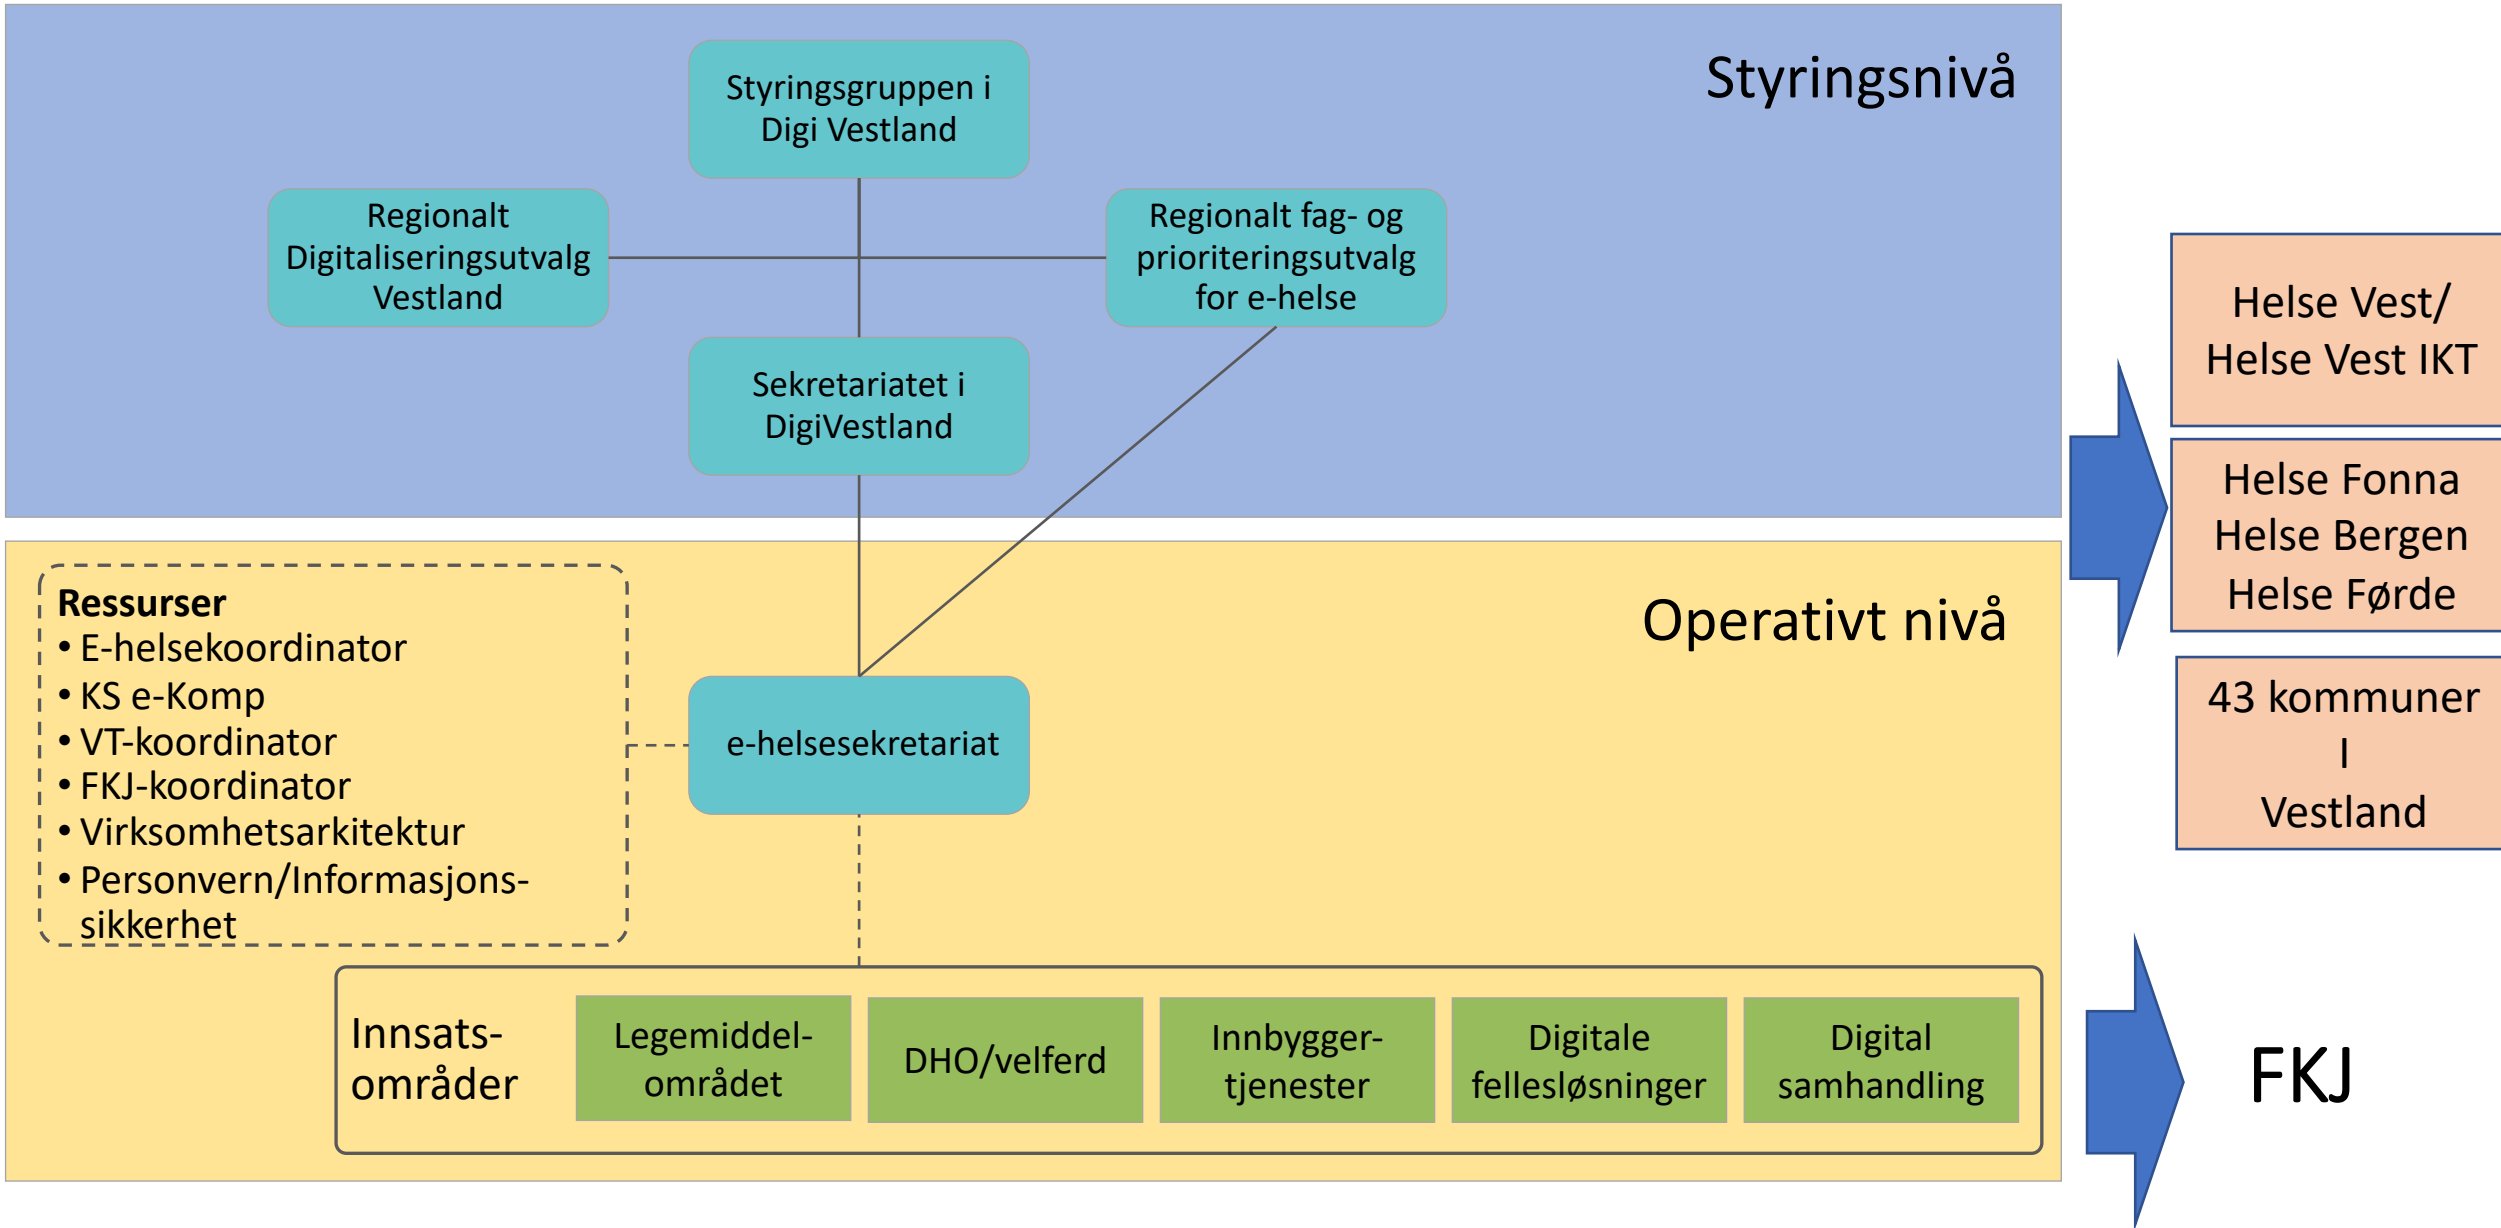 Styringsnivå
Styringsgruppen i
Digi Vestland
Regionalt
Digitaliseringsutvalg
Vestland
Regionalt fag- og
prioriteringsutvalg
for e-helse
Sekretariatet i
DigiVestland
Helse Vest/
Helse Vest IKT
Helse Fonna
Helse Bergen
Helse Førde
43 kommuner
I
Vestland
Operativt nivå
Ressurser
• E-helsekoordinator
• KS e-Komp
• VT-koordinator
• FKJ-koordinator
• Virksomhetsarkitektur
• Personvern/Informasjons-
sikkerhet
e-helsesekretariat
Innsats-
områder
Legemiddel-
området
DHO/velferd
Innbygger-
tjenester
Digitale
fellesløsninger
Digital
samhandling
FKJ